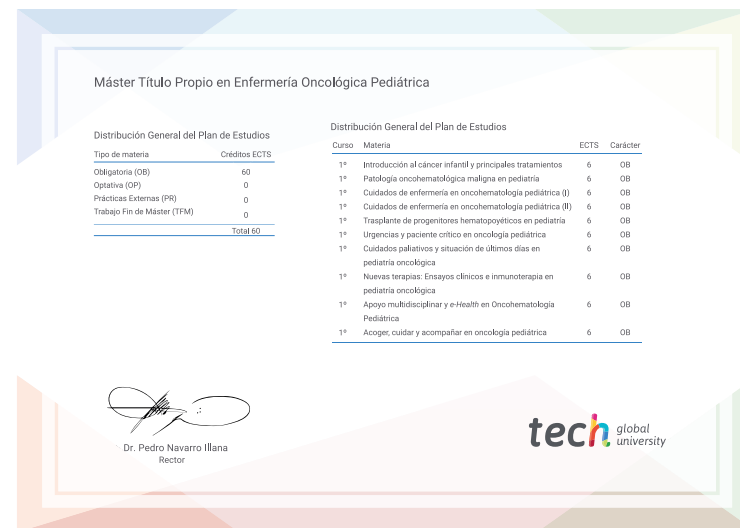 Máster Título Propio en Enfermería Oncológica Pediátrica
Distribución General del Plan de Estudios
Tipo de materia Créditos ECTS
Obligatoria (OB) 60
Optativa (OP) 0
Prácticas Externas (PR) 0
Trabajo Fin de Máster (TFM) 0
Total 60
Distribución General del Plan de Estudios
Curso Materia ECTS Carácter
1º Introducción al cáncer infantil y principales tratamientos 6 OB
1º Patología oncohematológica maligna en pediatría 6 OB
1º Cuidados de enfermería en oncohematología pediátrica (I) 6 OB
1º Cuidados de enfermería en oncohematología pediátrica (II) 6 OB
1º Trasplante de progenitores hematopoyéticos en pediatría 6 OB
1º Urgencias y paciente crítico en oncología pediátrica 6 OB
1º Cuidados paliativos y situación de últimos días en 6 OB
pediatría oncológica
1º Nuevas terapias: Ensayos clínicos e inmunoterapia en 6 OB
pediatría oncológica
1º Apoyo multidisciplinar y e-Health en Oncohematología 6 OB
Pediátrica
1º Acoger, cuidar y acompañar en oncología pediátrica 6 OB
Dr. Pedro Navarro Illana
Rector
tech global
university